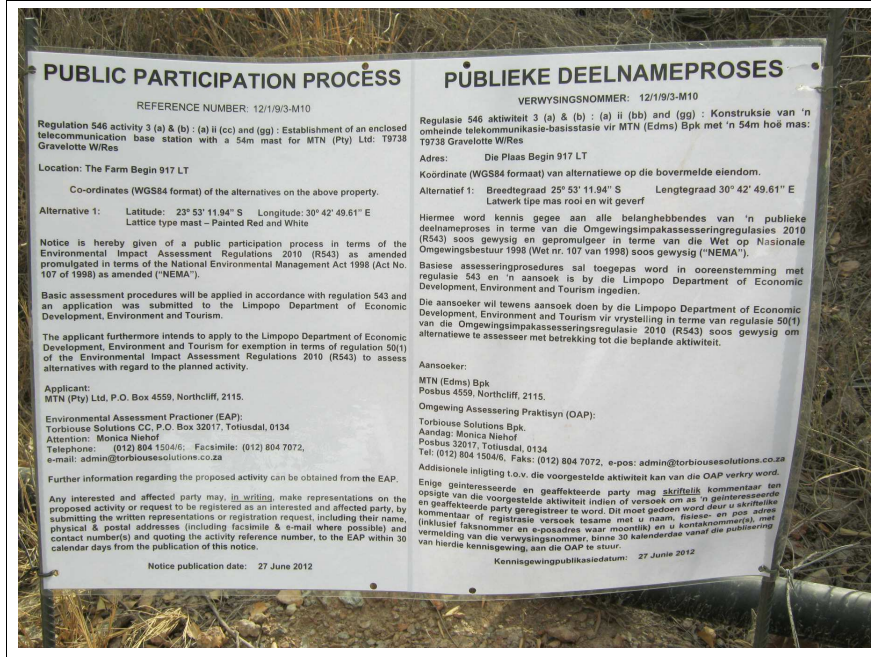 PUBLIC PARTICIPATION PROCESS
REFERENCE NUMBER: 12/1/9/3-M10
Regulation 546 activity 3 (a) & (b) : (a) ii (cc) and (gg) : Establishment of an enclosed
telecommunication base station with a 54m mast for MTN (Pty) Ltd: T9738
Gravelotte W/Res
Location: The Farm Begin 917 LT
Co-ordinates (WGS84 format) of the alternatives on the above property.
Alternative 1: Latitude: 23º 53' 11.94" S Longitude: 30º 42' 49.61" E
Lattice type mast – Painted Red and White
Notice is hereby given of a public participation process in terms of the
Environmental Impact Assessment Regulations 2010 (R543) as amended
promulgated in terms of the National Environmental Management Act 1998 (Act No.
107 of 1998) as amended ("NEMA").
Basic assessment procedures will be applied in accordance with regulation 543 and
an application was submitted to the Limpopo Department of Economic
Development, Environment and Tourism.
The applicant furthermore intends to apply to the Limpopo Department of Economic
Development, Environment and Tourism for exemption in terms of regulation 50(1)
of the Environmental Impact Assessment Regulations 2010 (R543) to assess
alternatives with regard to the planned activity.
Applicant:
MTN (Pty) Ltd, P.O. Box 4559, Northcliff, 2115.
Environmental Assessment Practioner (EAP):
Torbiouse Solutions CC, P.O. Box 32017, Totiusdal, 0134
Attention: Monica Niehof
Telephone: (012) 804 1504/6; Facsimile: (012) 804 7072,
e-mail: admin@torbiousesolutions.co.za
Further information regarding the proposed activity can be obtained from the EAP.
Any interested and affected party may, in writing, make representations on the
proposed activity or request to be registered as an interested and affected party, by
submitting the written representations or registration request, including their name,
physical & postal addresses (including facsimile & e-mail where possible) and
contact number(s) and quoting the activity reference number, to the EAP within 30
calendar days from the publication of this notice.
Notice publication date: 27 June 2012
PUBLIEKE DEELNAMEPROSES
VERWYSINGSNOMMER: 12/1/9/3-M10
Regulasie 546 aktiwiteit 3 (a) & (b) : (a) ii (bb) and (gg) : Konstruksie van 'n
omheinde telekommunikasie-basisstasie vir MTN (Edms) Bpk met 'n 54m hoë mas:
T9738 Gravelotte W/Res
Adres: Die Plaas Begin 917 LT
Koördinate (WGS84 formaat) van alternatiewe op die bovermelde eiendom.
Alternatief 1: Breedtegraad 25º 53' 11.94" S Lengtegraad 30º 42' 49.61" E
Latwerk tipe mas rooi en wit geverf
Hiermee word kennis gegee aan alle belanghebbendes van 'n publieke
deelnameproses in terme van die Omgewingsimpakassesseringregulasies 2010
(R543) soos gewysig en gepromulgeer in terme van die Wet op Nasionale
Omgewingsbestuur 1998 (Wet nr. 107 van 1998) soos gewysig ("NEMA").
Basiese assesseringprosedures sal toegepas word in ooreenstemming met
regulasie 543 en 'n aansoek is by die Limpopo Department of Economic
Development, Environment and Tourism ingedien.
Die aansoeker wil tewens aansoek doen by die Limpopo Department of Economic
Development, Environment and Tourism vir vrystelling in terme van regulasie 50(1)
van die Omgewingsimpakassesseringsregulasie 2010 (R543) soos gewysig om
alternatiewe te assesseer met betrekking tot die beplande aktiwiteit.
Aansoeker:
MTN (Edms) Bpk
Posbus 4559, Northcliff, 2115.
Omgewing Assessering Praktisyn (OAP):
Torbiouse Solutions Bpk.
Aandag: Monica Niehof
Posbus 32017, Totiusdal, 0134
Tel: (012) 804 1504/6, Faks: (012) 804 7072, e-pos: admin@torbiousesolutions.co.za
Addisionele inligting t.o.v. die voorgestelde aktiwiteit kan van die OAP verkry word.
Enige geinteresseerde en geaffekteerde party mag skriftelik kommentaar ten
opsigte van die voorgestelde aktiwiteit indien of versoek om as 'n geinteresseerde
en geaffekteerde party geregistreer te word. Dit moet gedoen word deur u skriftelike
kommentaar of registrasie versoek tesame met u naam, fisiese- en pos adres
(inklusief faksnommer en e-posadres waar moontlik) en u kontaknommer(s), met
vermelding van die verwysingsnommer, binne 30 kalenderdae vanaf die publisering
van hierdie kennisgewing, aan die OAP te stuur.
Kennisgewingpublikasiedatum: 27 Junie 2012